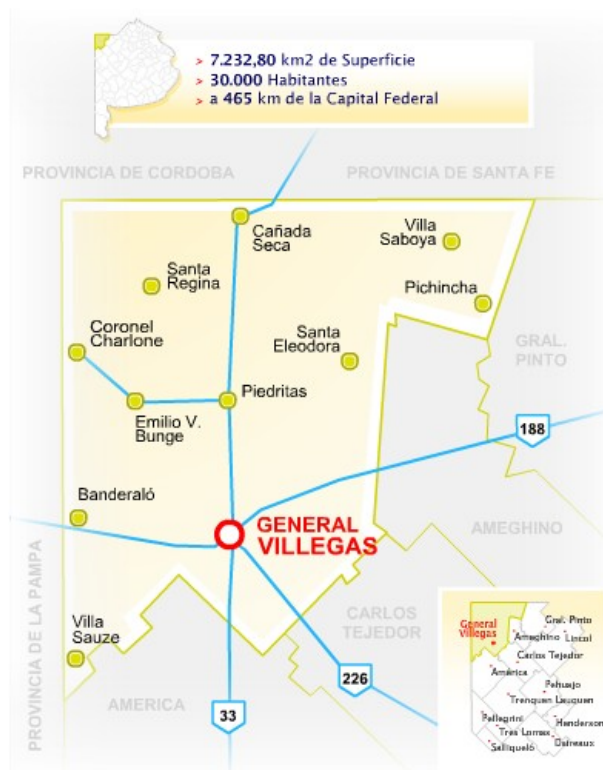 > 7.232,80 km2 de Superficie
> 30.000 Habitantes
> a 465 km de la Capital Federal
PROVINCIA DE CORDOBA
PROVINCIA DE SANTA FE
Cañada
Seca
Villa
Saboya
Santa
Regina
Pichincha
Coronel
Charlone
Santa
Eleodora
GRAL.
PINTO
Piedritas
Emilio V.
Bunge
188
Banderaló
GENERAL
VILLEGAS
AMEGHINO
PROVINCIA DE LA PAMPA
Villa
Sauze
CARLOS
TEJEDOR
226
AMERICA
33
General
Villegas
Gral. Pinto
Ameghino
Lincol
Carlos Tejedor
América
Pehuajo
Trenquen Lauquen
Pellegrini
Henderson
Tres Lomas
Daireaux
Salliqueló